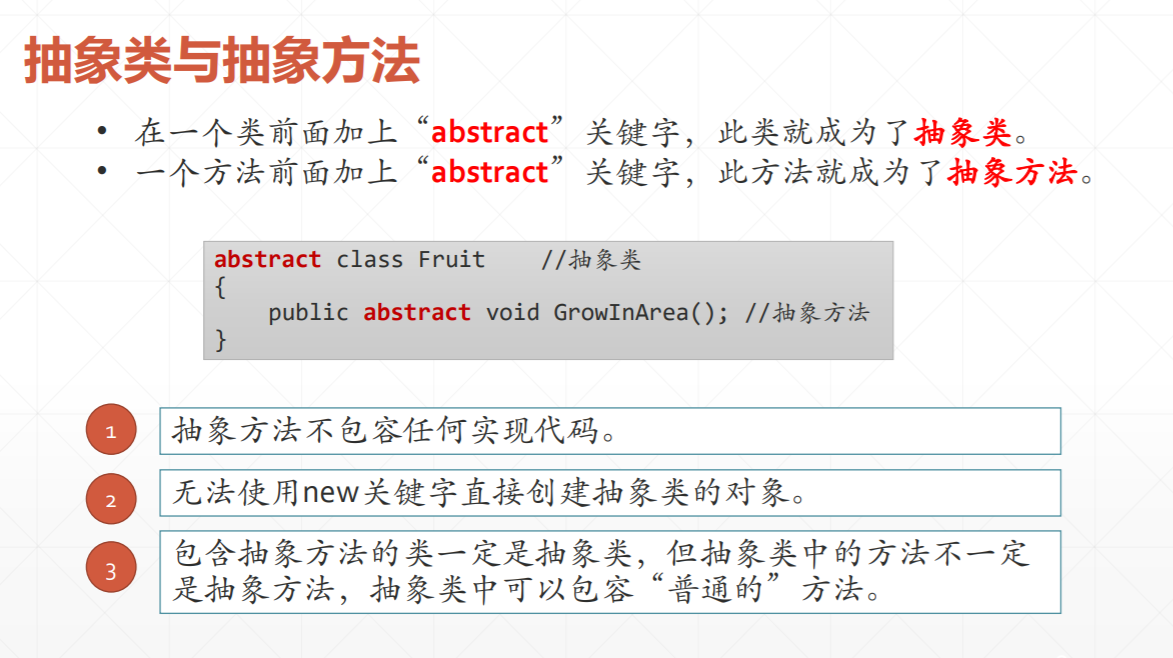 抽象类与抽象方法
• 在一个类前面加上“abstract”关键字，此类就成为了抽象类。
• 一个方法前面加上“abstract”关键字，此方法就成为了抽象方法。
abstract class Fruit //抽象类
{
public abstract void GrowInArea(); //抽象方法
}
1 抽象方法不包容任何实现代码。
2 无法使用new关键字直接创建抽象类的对象。
3 包含抽象方法的类一定是抽象类，但抽象类中的方法不一定
是抽象方法，抽象类中可以包容“普通的”方法。